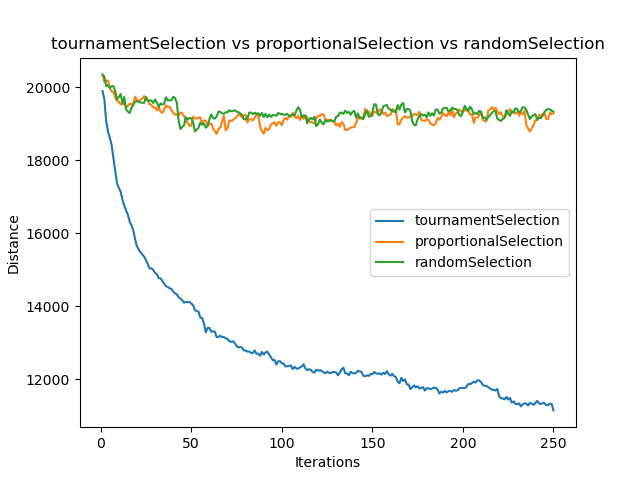 tournamentSelection vs proportionalSelection vs randomSelection
20000
18000
16000
14000
12000
Distance
tournamentSelection
proportionalSelection
randomSelection
0
50
100
150
200
250
Iterations